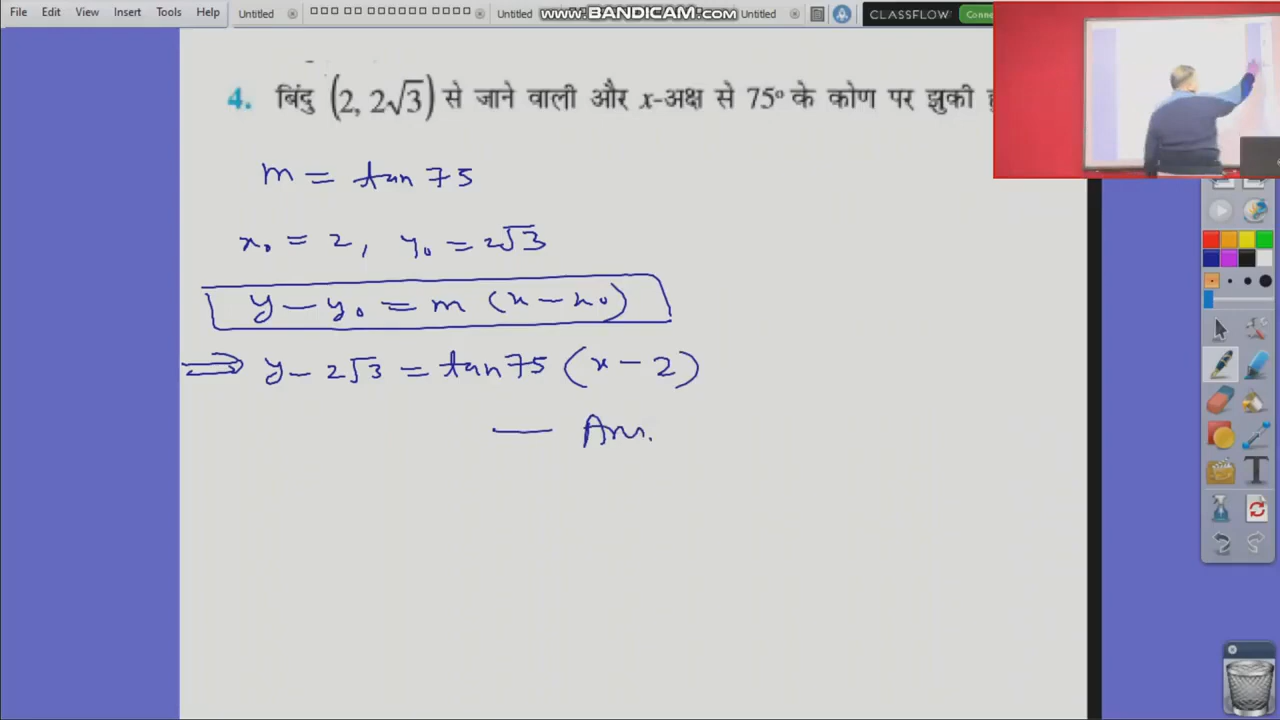 File Edit View Insert Tools Help
Untitled Untitled www.BANDICAM.com Untitled CLASSFLOW Conne
4. बिंदु (2, 2√3) से जाने वाली और x-अक्ष से 75° के कोण पर झुकी
m = tan 75
x₀ = 2, y₀ = 2√3
y - y₀ = m (x - x₀)
⇒ y - 2√3 = tan 75 (x - 2)
— Ans.